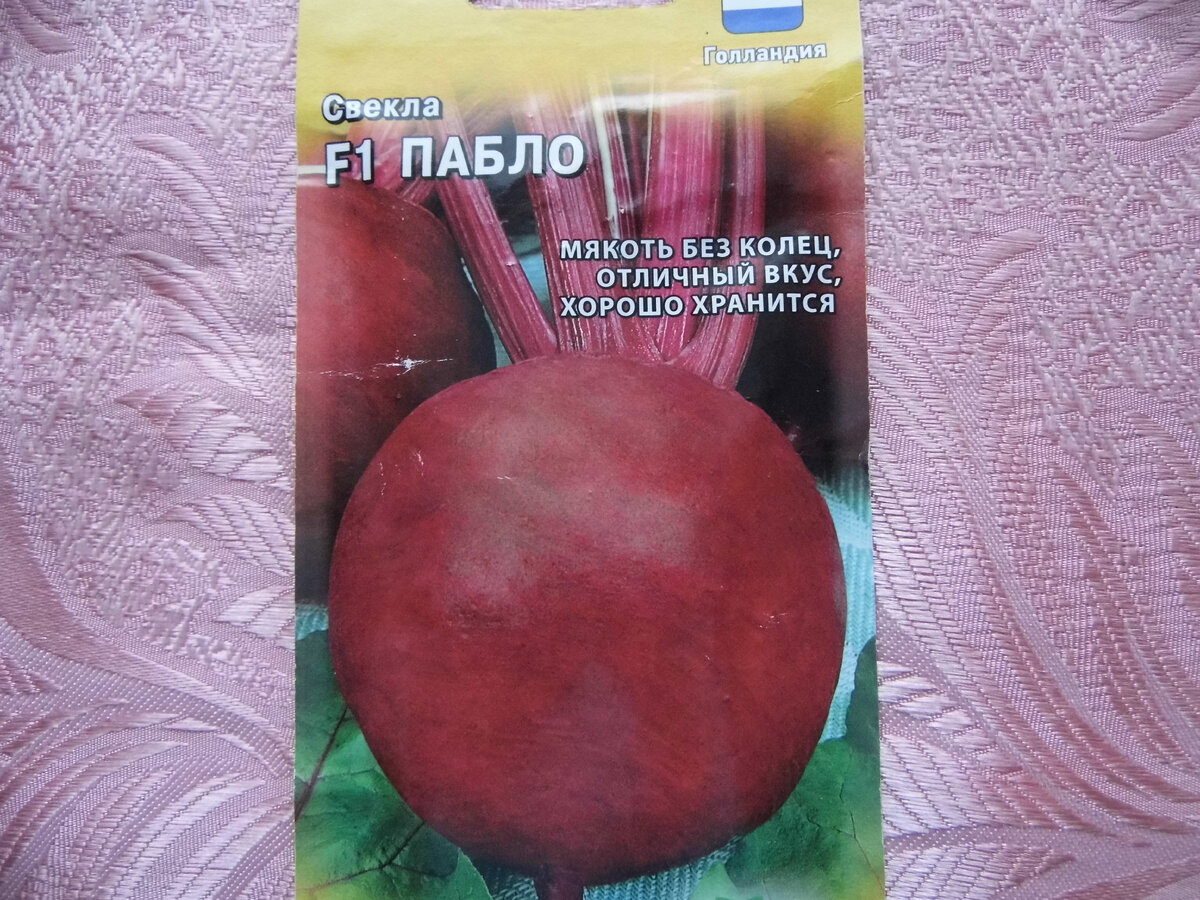 Голландия
Свекла
F1 ПАБЛО
МЯКОТЬ БЕЗ КОЛЕЦ,
ОТЛИЧНЫЙ ВКУС,
ХОРОШО ХРАНИТСЯ